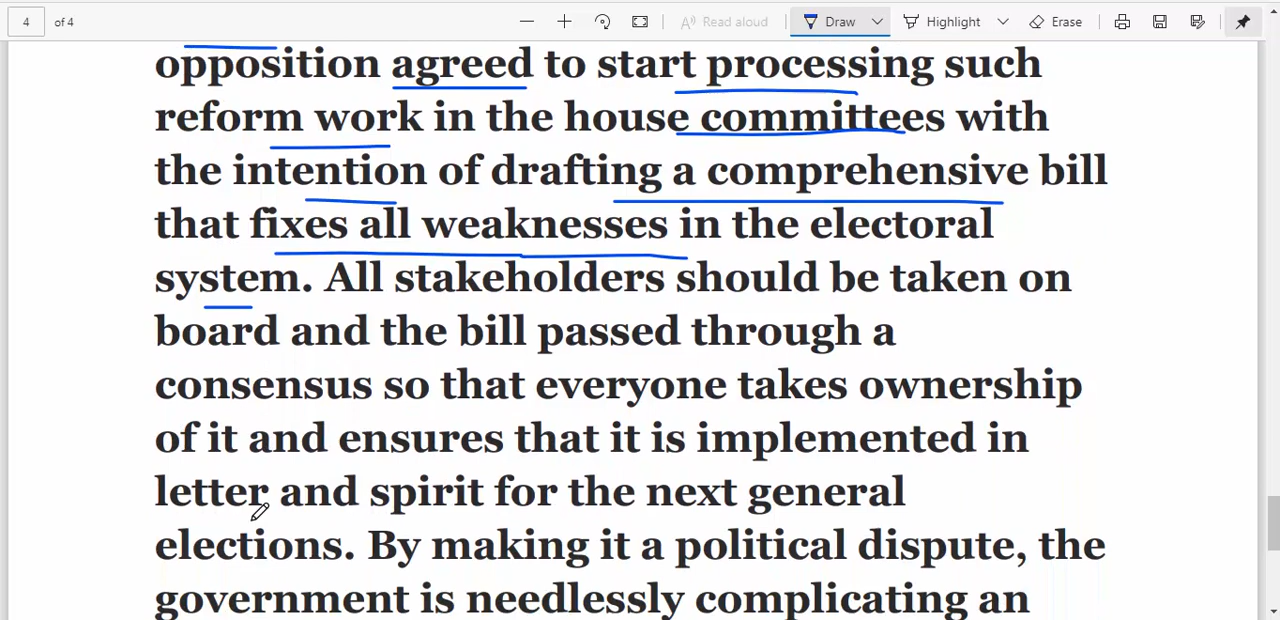 4 of 4 Read aloud Draw Highlight Erase
opposition agreed to start processing such
reform work in the house committees with
the intention of drafting a comprehensive bill
that fixes all weaknesses in the electoral
system. All stakeholders should be taken on
board and the bill passed through a
consensus so that everyone takes ownership
of it and ensures that it is implemented in
letter and spirit for the next general
elections. By making it a political dispute, the
government is needlessly complicating an